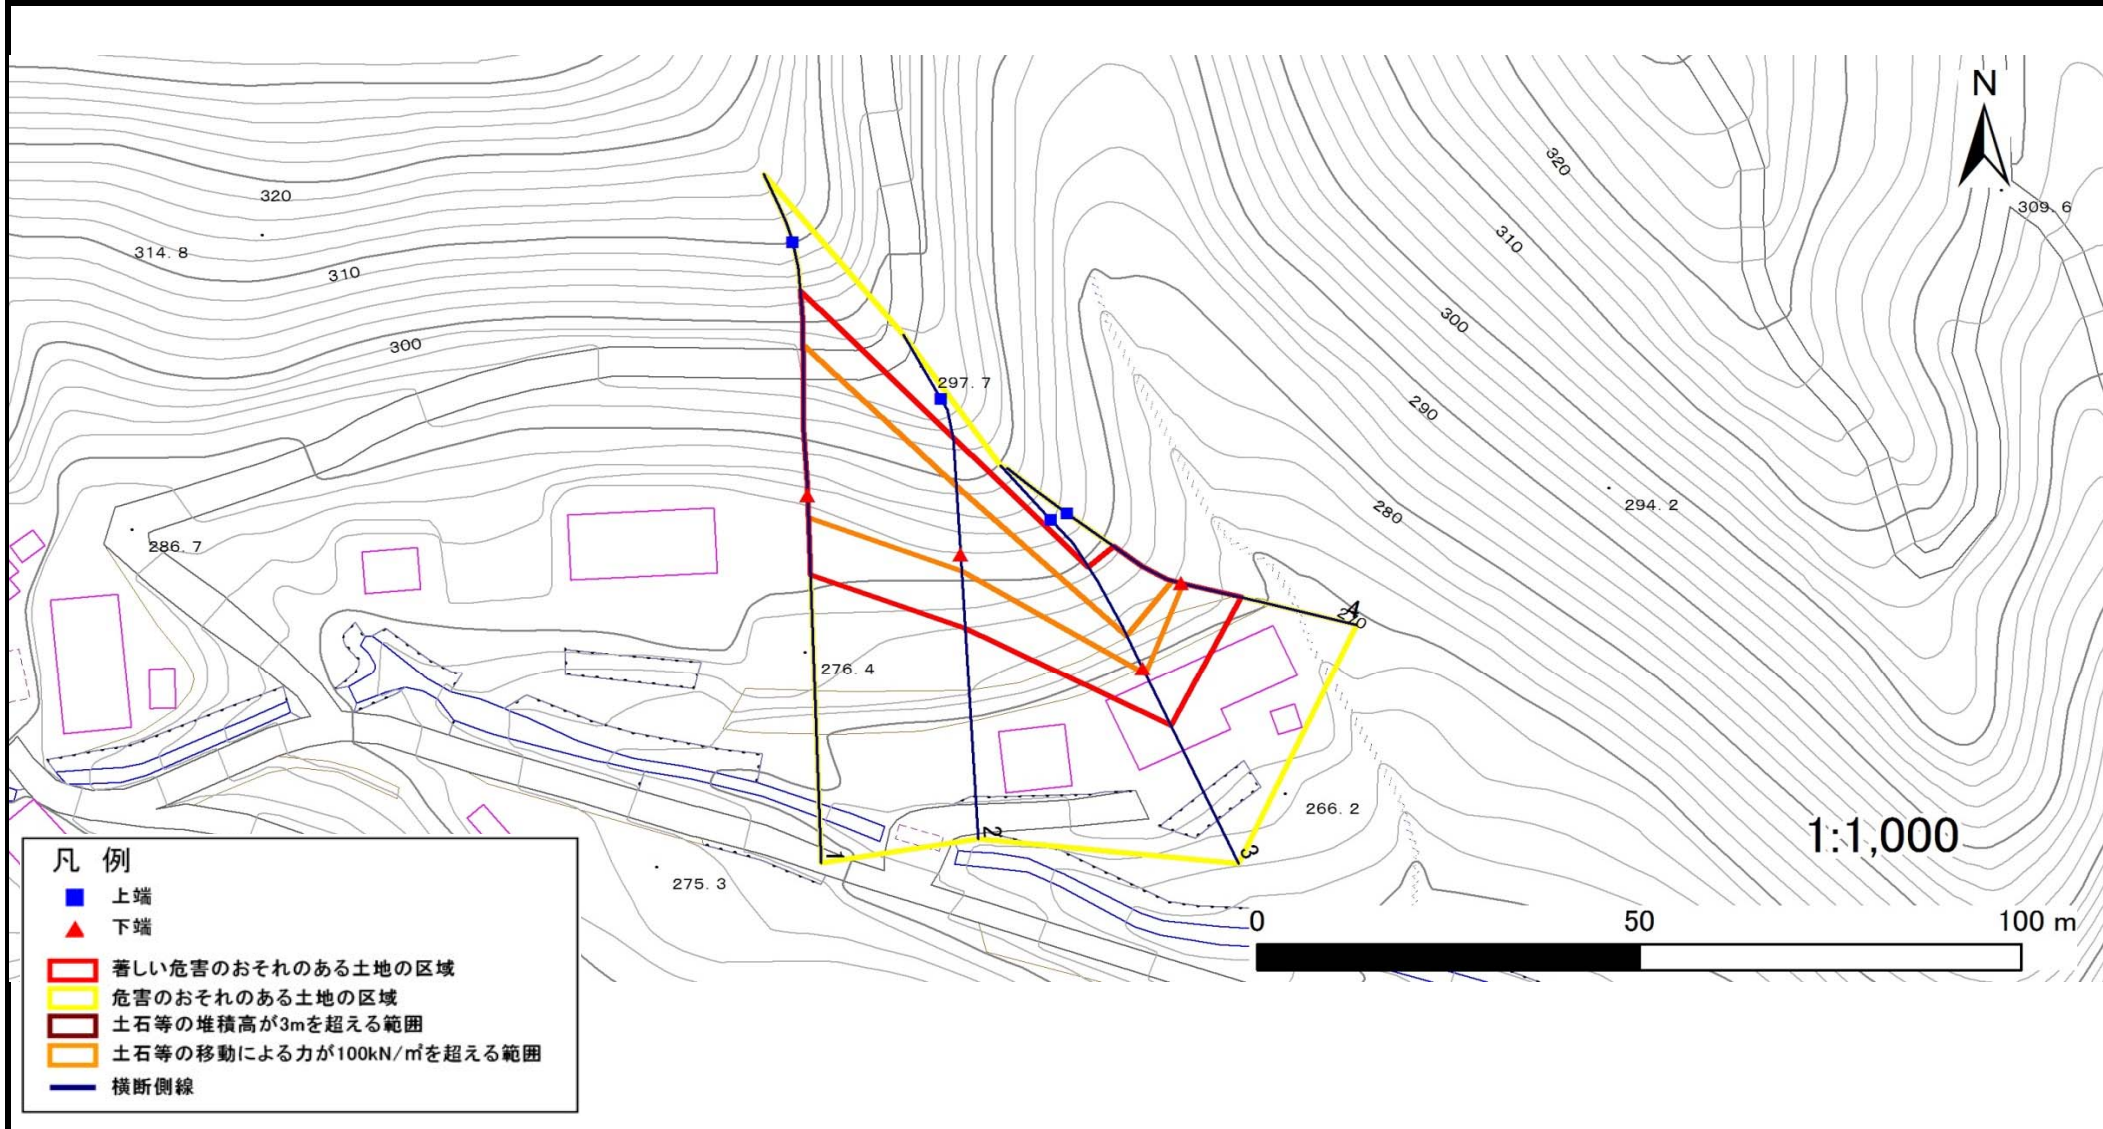 N
320
320
309. 6
314. 8
310
310
300
300
297. 7
290
294. 2
280
286. 7
4
270
276. 4
266. 2
1:1,000
2
1
3
275. 3
0 50 100 m
凡 例
上端
下端
著しい危害のおそれのある土地の区域
危害のおそれのある土地の区域
土石等の堆積高が3mを超える範囲
土石等の移動による力が100kN/㎡を超える範囲
横断側線